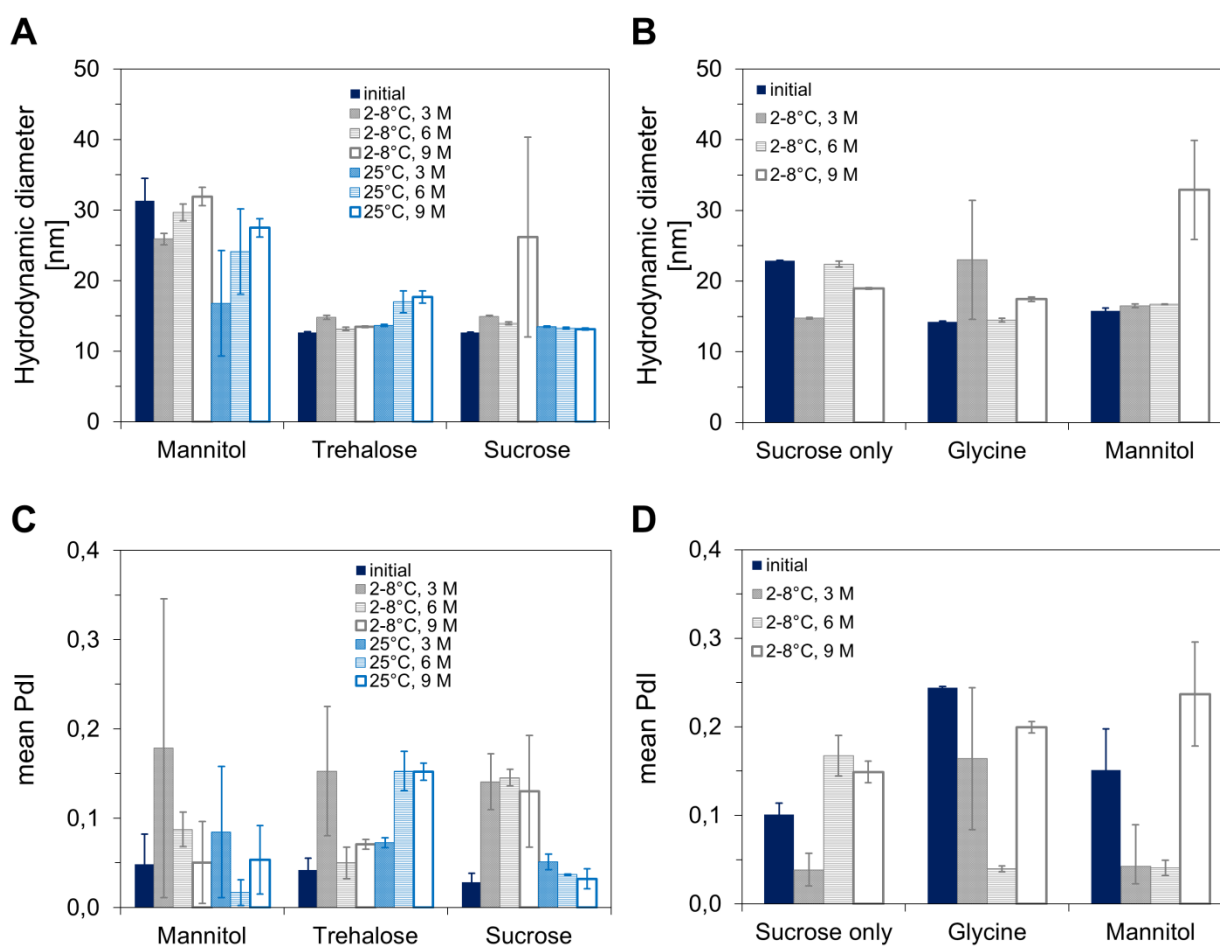 A
Hydrodynamic diameter
[nm]
50
40
30
20
10
0
initial
2-8°C, 3 M
2-8°C, 6 M
2-8°C, 9 M
25°C, 3 M
25°C, 6 M
25°C, 9 M
Mannitol
Trehalose
Sucrose
B
Hydrodynamic diameter
[nm]
50
40
30
20
10
0
initial
2-8°C, 3 M
2-8°C, 6 M
2-8°C, 9 M
Sucrose only
Glycine
Mannitol
C
mean PdI
0,4
0,3
0,2
0,1
0,0
initial
2-8°C, 3 M
2-8°C, 6 M
2-8°C, 9 M
25°C, 3 M
25°C, 6 M
25°C, 9 M
Mannitol
Trehalose
Sucrose
D
mean PdI
0,4
0,3
0,2
0,1
0,0
initial
2-8°C, 3 M
2-8°C, 6 M
2-8°C, 9 M
Sucrose only
Glycine
Mannitol